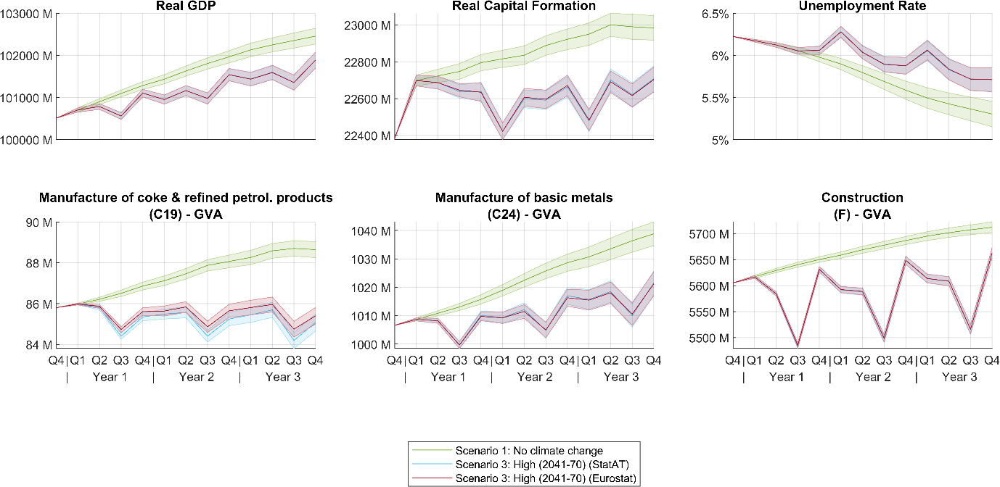 Real GDP
103000 M
102000 M
101000 M
100000 M
Real Capital Formation
23000 M
22800 M
22600 M
22400 M
Unemployment Rate
6.5%
6%
5.5%
5%
Manufacture of coke & refined petrol. products
(C19) - GVA
90 M
88 M
86 M
84 M
Q4 | Q1 Q2 Q3 Q4 | Q1 Q2 Q3 Q4 | Q1 Q2 Q3 Q4
| Year 1 | Year 2 | Year 3
Manufacture of basic metals
(C24) - GVA
1040 M
1030 M
1020 M
1010 M
1000 M
Q4 | Q1 Q2 Q3 Q4 | Q1 Q2 Q3 Q4 | Q1 Q2 Q3 Q4
| Year 1 | Year 2 | Year 3
Construction
(F) - GVA
5700 M
5650 M
5600 M
5550 M
5500 M
Q4 | Q1 Q2 Q3 Q4 | Q1 Q2 Q3 Q4 | Q1 Q2 Q3 Q4
| Year 1 | Year 2 | Year 3
Scenario 1: No climate change
Scenario 3: High (2041-70) (StatAT)
Scenario 3: High (2041-70) (Eurostat)